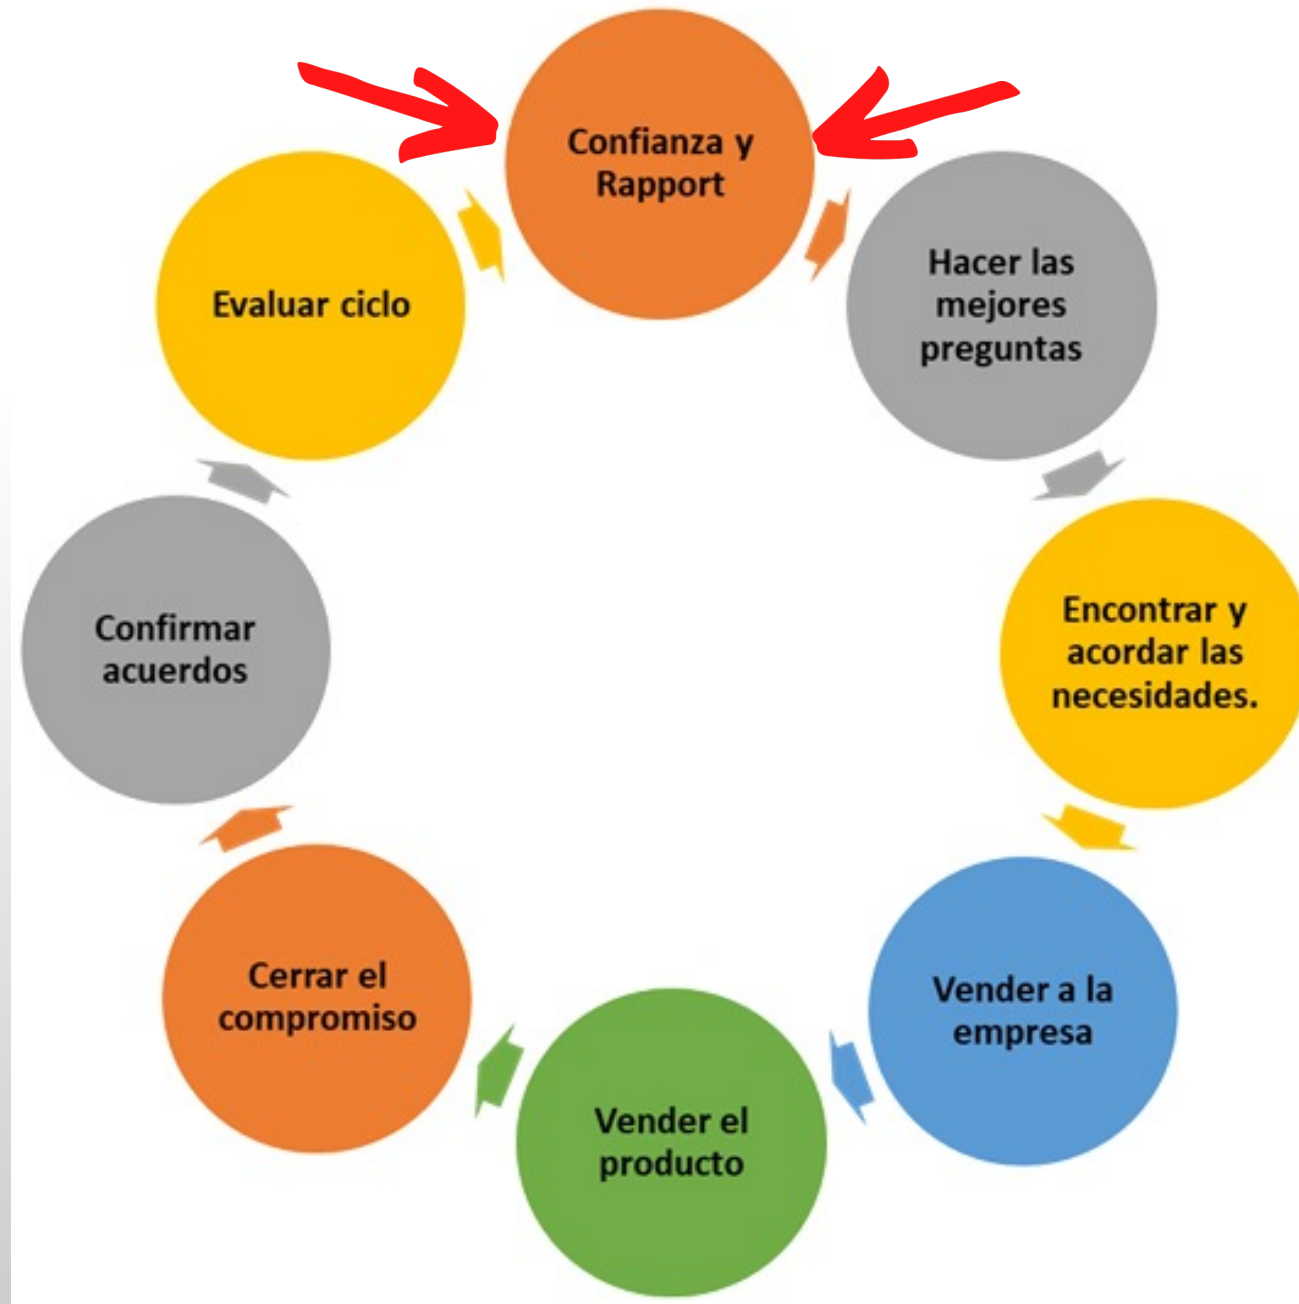 Confianza y
Rapport
Hacer las
mejores
preguntas
Encontrar y
acordar las
necesidades.
Vender a la
empresa
Vender el
producto
Cerrar el
compromiso
Confirmar
acuerdos
Evaluar ciclo